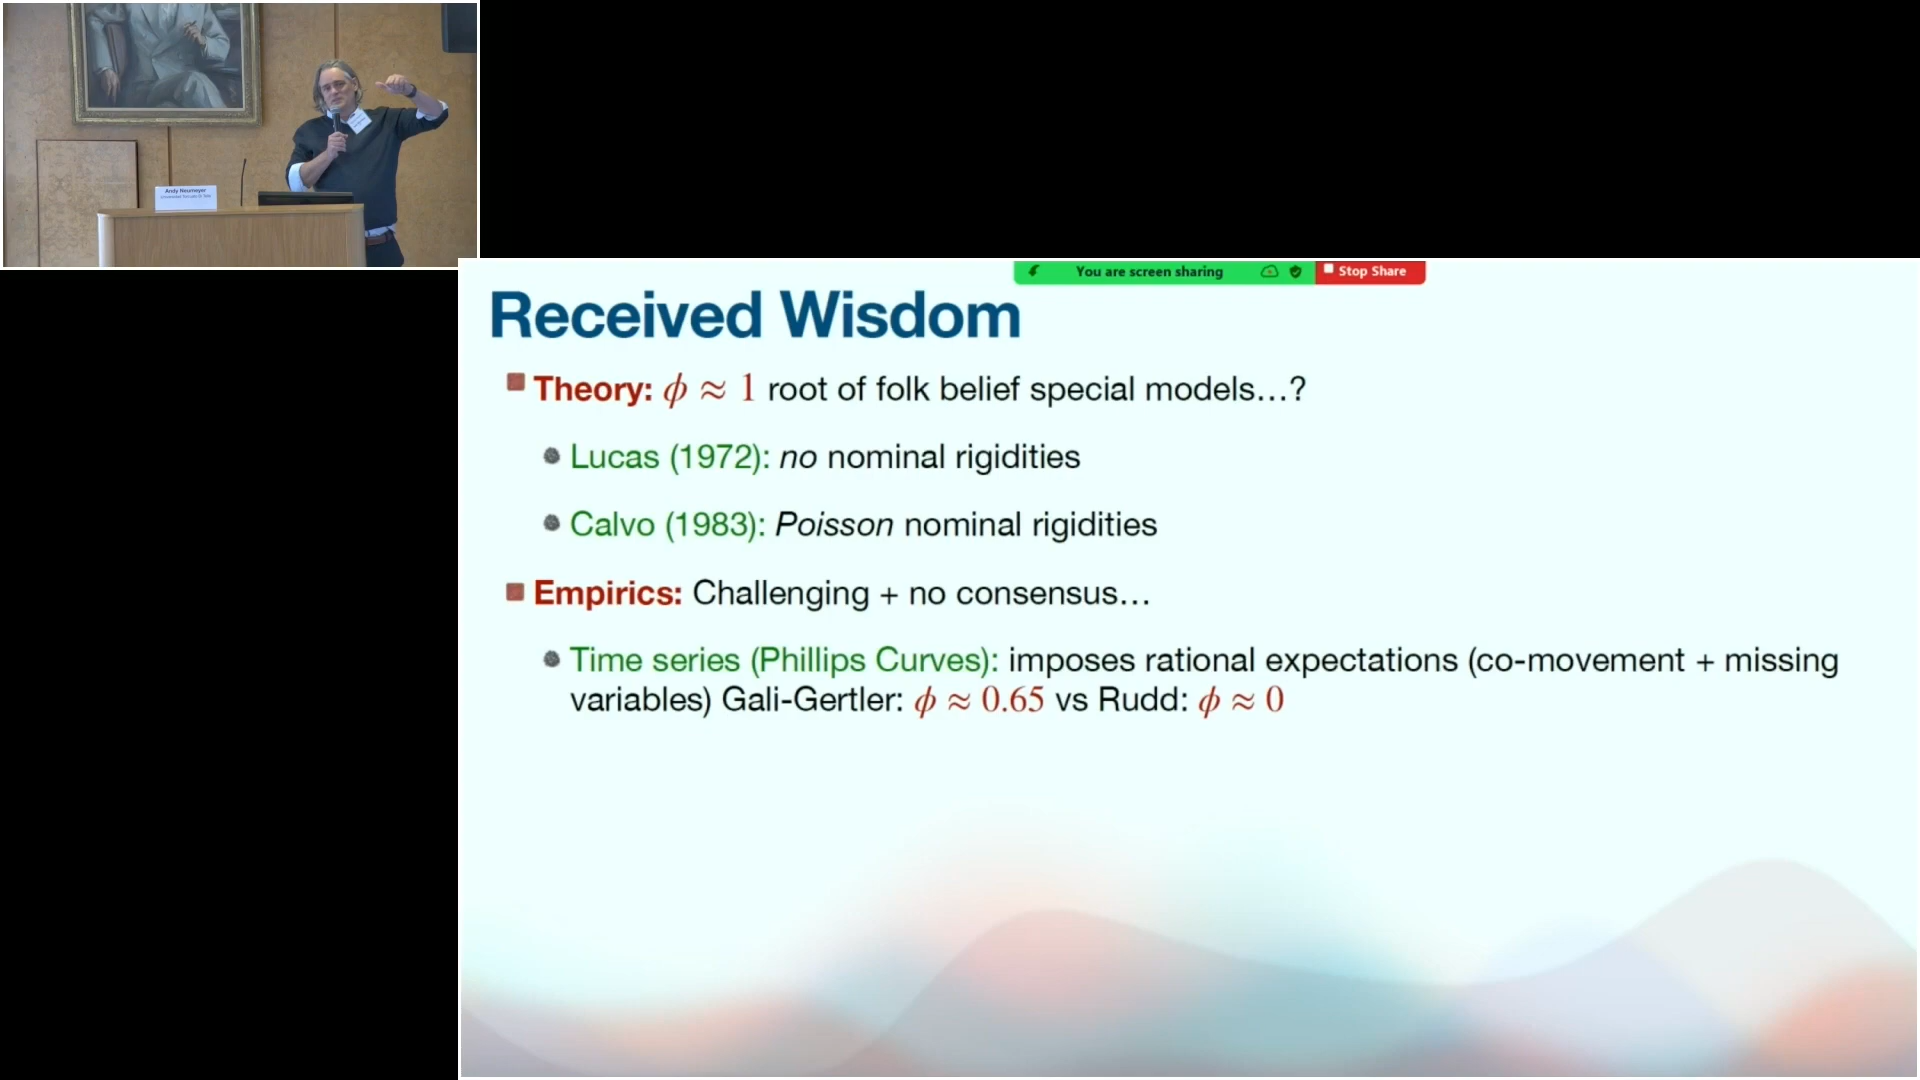 Andy Neumeyer
You are screen sharing
Stop Share
Received Wisdom
Theory: ϕ ≈ 1 root of folk belief special models…?
Lucas (1972): no nominal rigidities
Calvo (1983): Poisson nominal rigidities
Empirics: Challenging + no consensus…
Time series (Phillips Curves): imposes rational expectations (co-movement + missing
variables) Gali-Gertler: ϕ ≈ 0.65 vs Rudd: ϕ ≈ 0